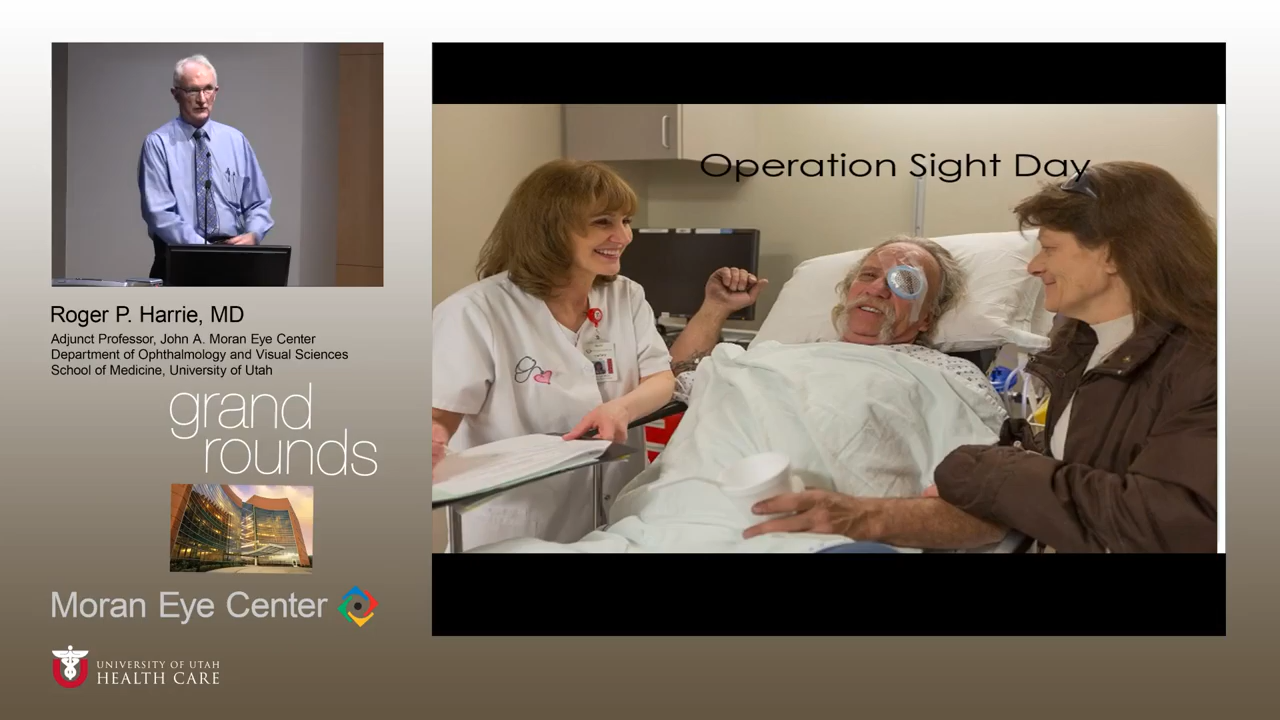 Roger P. Harrie, MD
Adjunct Professor, John A. Moran Eye Center
Department of Ophthalmology and Visual Sciences
School of Medicine, University of Utah
grand
rounds
Moran Eye Center
UNIVERSITY OF UTAH
HEALTH CARE
Operation Sight Day